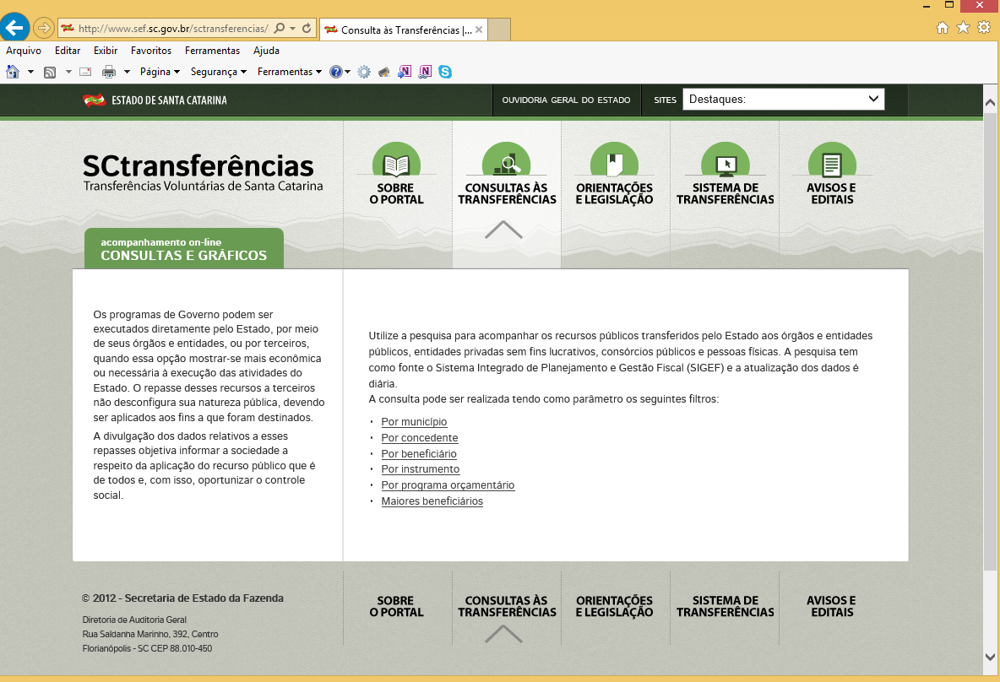 http://www.sef.sc.gov.br/sctransferencias/
Consulta às Transferências |...
Arquivo Editar Exibir Favoritos Ferramentas Ajuda
Página Segurança Ferramentas
ESTADO DE SANTA CATARINA
OUVIDORIA GERAL DO ESTADO
SITES
Destaques:
SCtransferências
Transferências Voluntárias de Santa Catarina
SOBRE
O PORTAL
CONSULTAS ÀS
TRANSFERÊNCIAS
ORIENTAÇÕES
E LEGISLAÇÃO
SISTEMA DE
TRANSFERÊNCIAS
AVISOS E
EDITAIS
acompanhamento on-line
CONSULTAS E GRÁFICOS
Os programas de Governo podem ser
executados diretamente pelo Estado, por meio
de seus órgãos e entidades, ou por terceiros,
quando essa opção mostrar-se mais econômica
ou necessária à execução das atividades do
Estado. O repasse desses recursos a terceiros
não desconfigura sua natureza pública, devendo
ser aplicados aos fins a que foram destinados.
A divulgação dos dados relativos a esses
repasses objetiva informar a sociedade a
respeito da aplicação do recurso público que é
de todos e, com isso, oportunizar o controle
social.
Utilize a pesquisa para acompanhar os recursos públicos transferidos pelo Estado aos órgãos e entidades
públicos, entidades privadas sem fins lucrativos, consórcios públicos e pessoas físicas. A pesquisa tem
como fonte o Sistema Integrado de Planejamento e Gestão Fiscal (SIGEF) e a atualização dos dados é
diária.
A consulta pode ser realizada tendo como parâmetro os seguintes filtros:
• Por município
• Por concedente
• Por beneficiário
• Por instrumento
• Por programa orçamentário
• Maiores beneficiários
© 2012 - Secretaria de Estado da Fazenda
Diretoria de Auditoria Geral
Rua Saldanha Marinho, 392, Centro
Florianópolis - SC CEP 88.010-450
SOBRE
O PORTAL
CONSULTAS ÀS
TRANSFERÊNCIAS
ORIENTAÇÕES
E LEGISLAÇÃO
SISTEMA DE
TRANSFERÊNCIAS
AVISOS E
EDITAIS